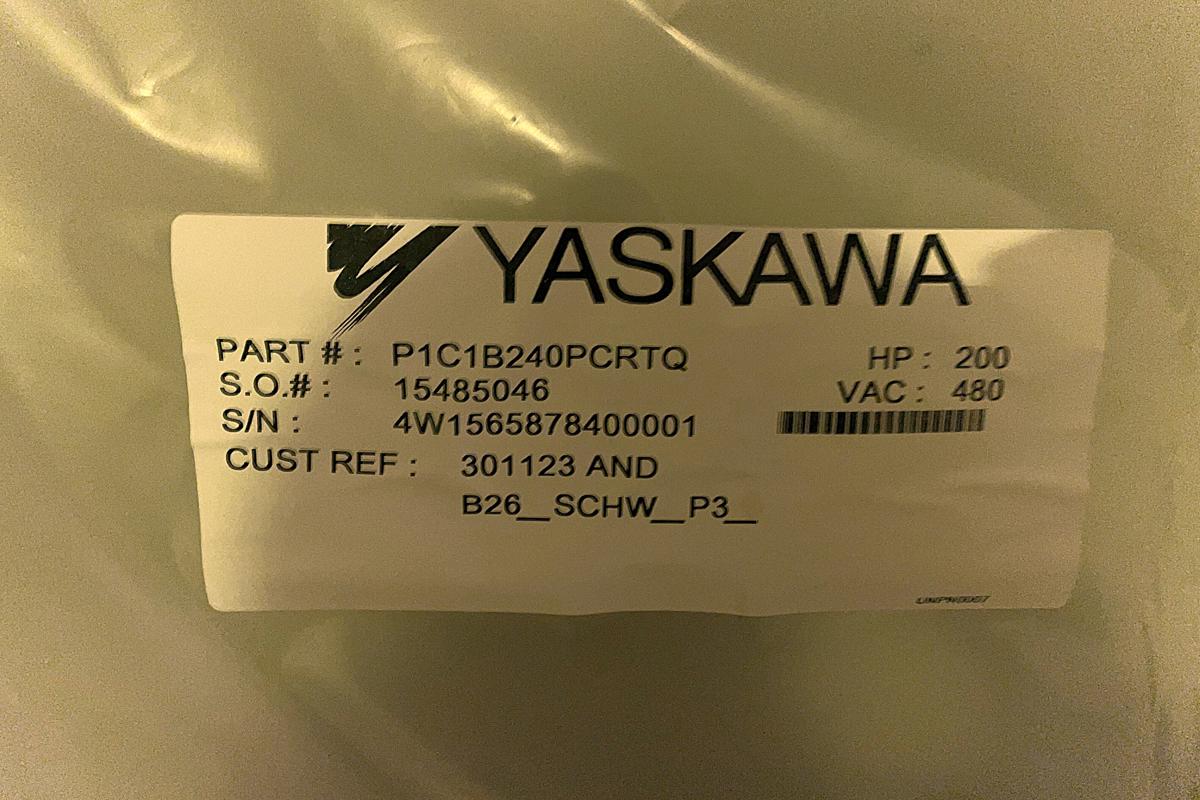 YASKAWA
PART # : P1C1B240PCRTQ HP : 200
S.O.# : 15485046 VAC : 480
S/N : 4W1565878400001
CUST REF : 301123 AND
B26__SCHW__P3__